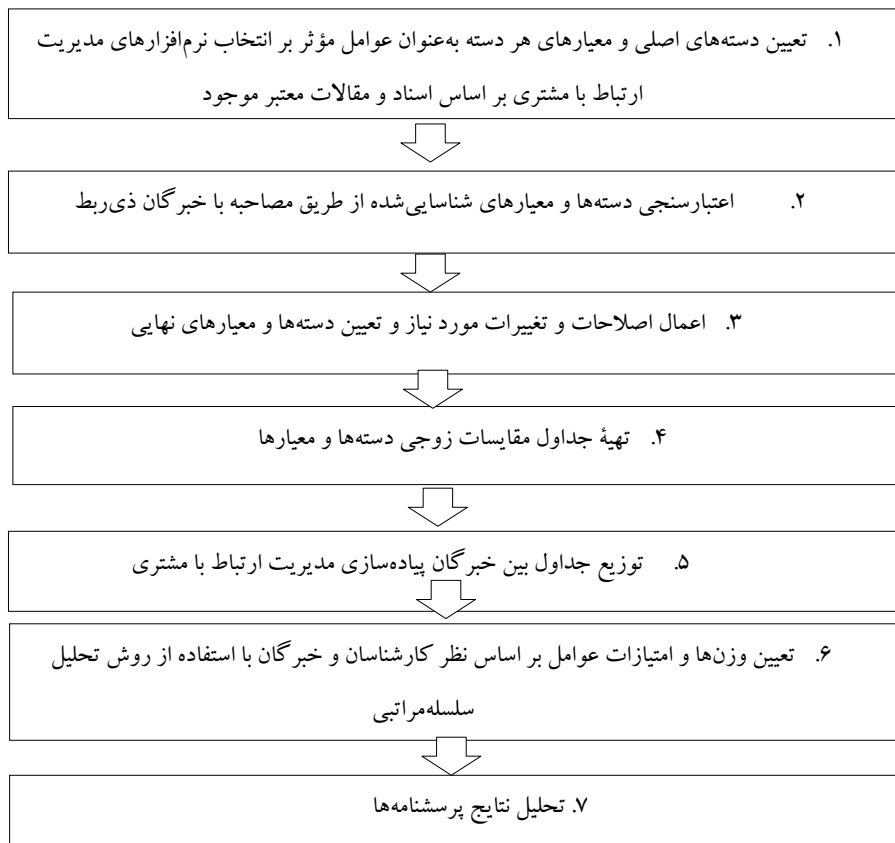 ۱. تعیین دسته‌های اصلی و معیارهای هر دسته به‌عنوان عوامل مؤثر بر انتخاب نرم‌افزارهای مدیریت
ارتباط با مشتری بر اساس اسناد و مقالات معتبر موجود
۲. اعتبارسنجی دسته‌ها و معیارهای شناسایی‌شده از طریق مصاحبه با خبرگان ذی‌ربط
۳. اعمال اصلاحات و تغییرات مورد نیاز و تعیین دسته‌ها و معیارهای نهایی
۴. تهیهٔ جداول مقایسات زوجی دسته‌ها و معیارها
۵. توزیع جداول بین خبرگان پیاده‌سازی مدیریت ارتباط با مشتری
۶. تعیین وزن‌ها و امتیازات عوامل بر اساس نظر کارشناسان و خبرگان با استفاده از روش تحلیل
سلسله‌مراتبی
۷. تحلیل نتایج پرسشنامه‌ها